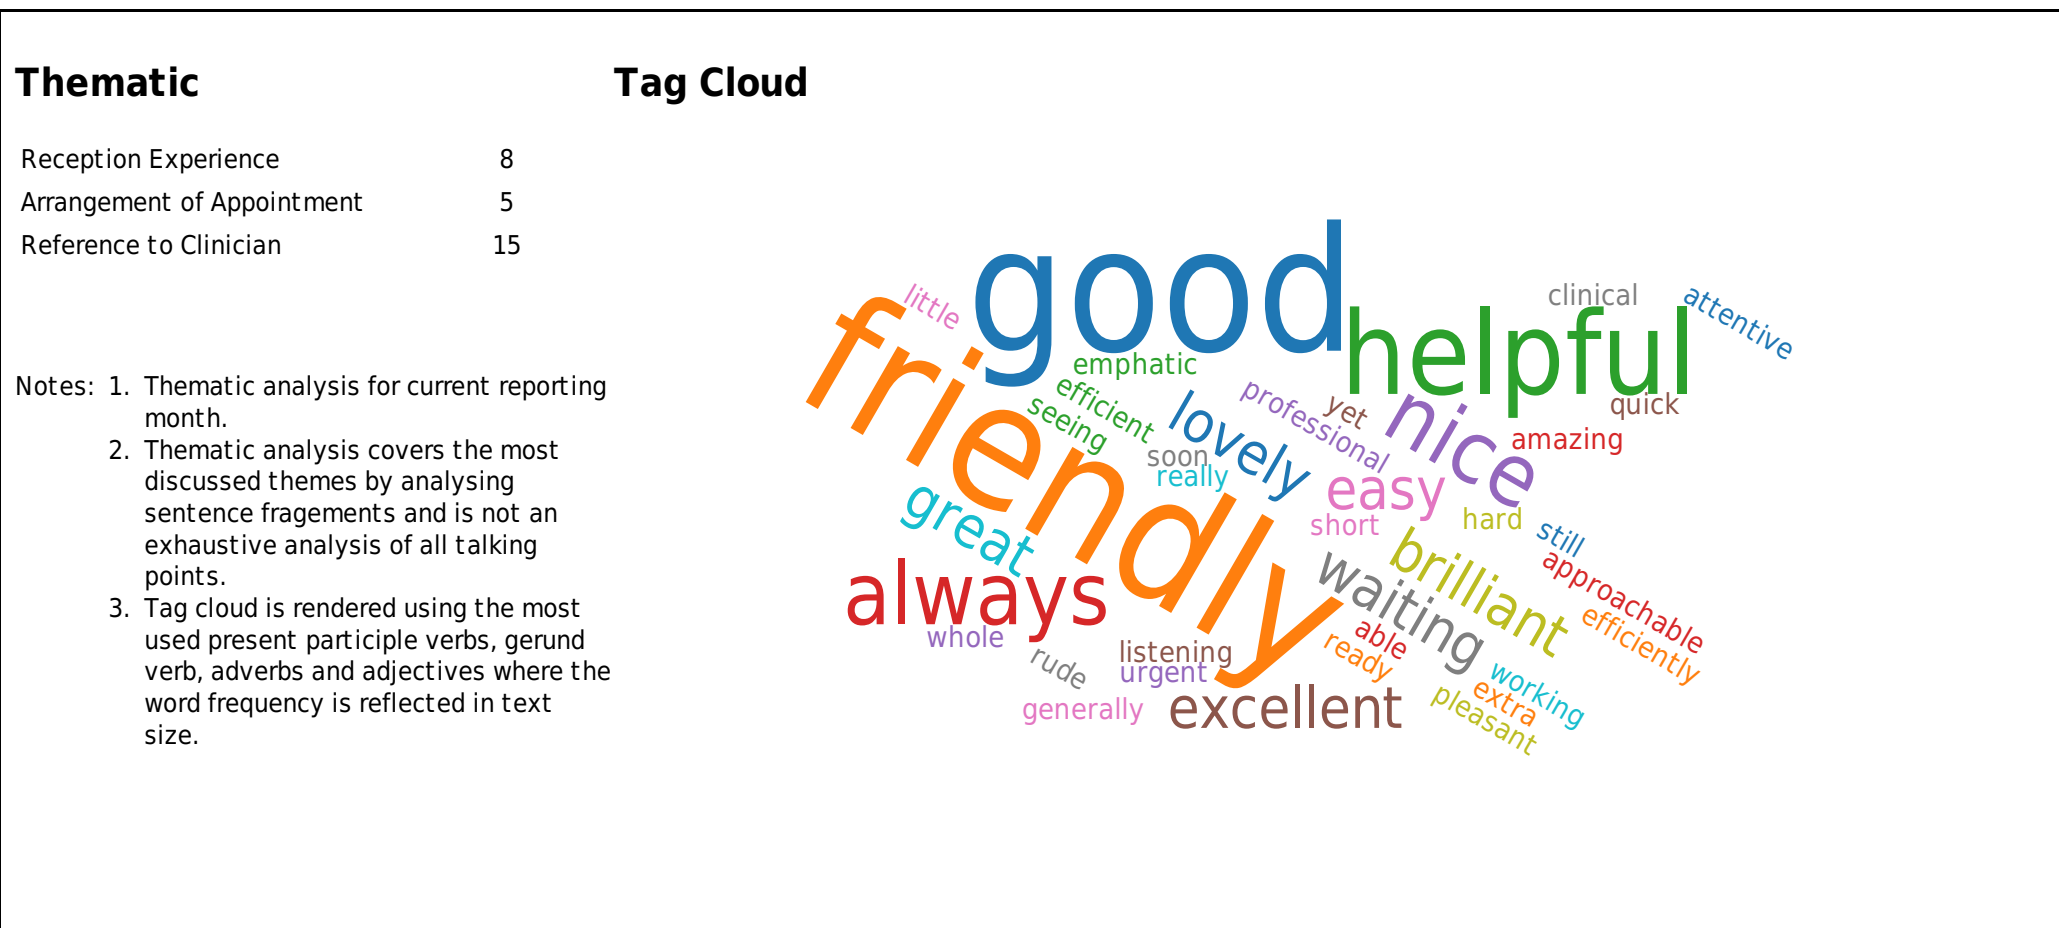 Thematic
Tag Cloud
Reception Experience 8
Arrangement of Appointment 5
Reference to Clinician 15
Notes: 1. Thematic analysis for current reporting
month.
2. Thematic analysis covers the most
discussed themes by analysing
sentence fragements and is not an
exhaustive analysis of all talking
points.
3. Tag cloud is rendered using the most
used present participle verbs, gerund
verb, adverbs and adjectives where the
word frequency is reflected in text
size.
good
little
friendly
helpful
clinical
attentive
emphatic
efficient
seeing
lovely
professional
yet
nice
quick
amazing
soon
really
easy
great
short
hard
still
brilliant
approachable
always
waiting
efficiently
whole
able
ready
rude
listening
urgent
working
extra
pleasant
generally
excellent